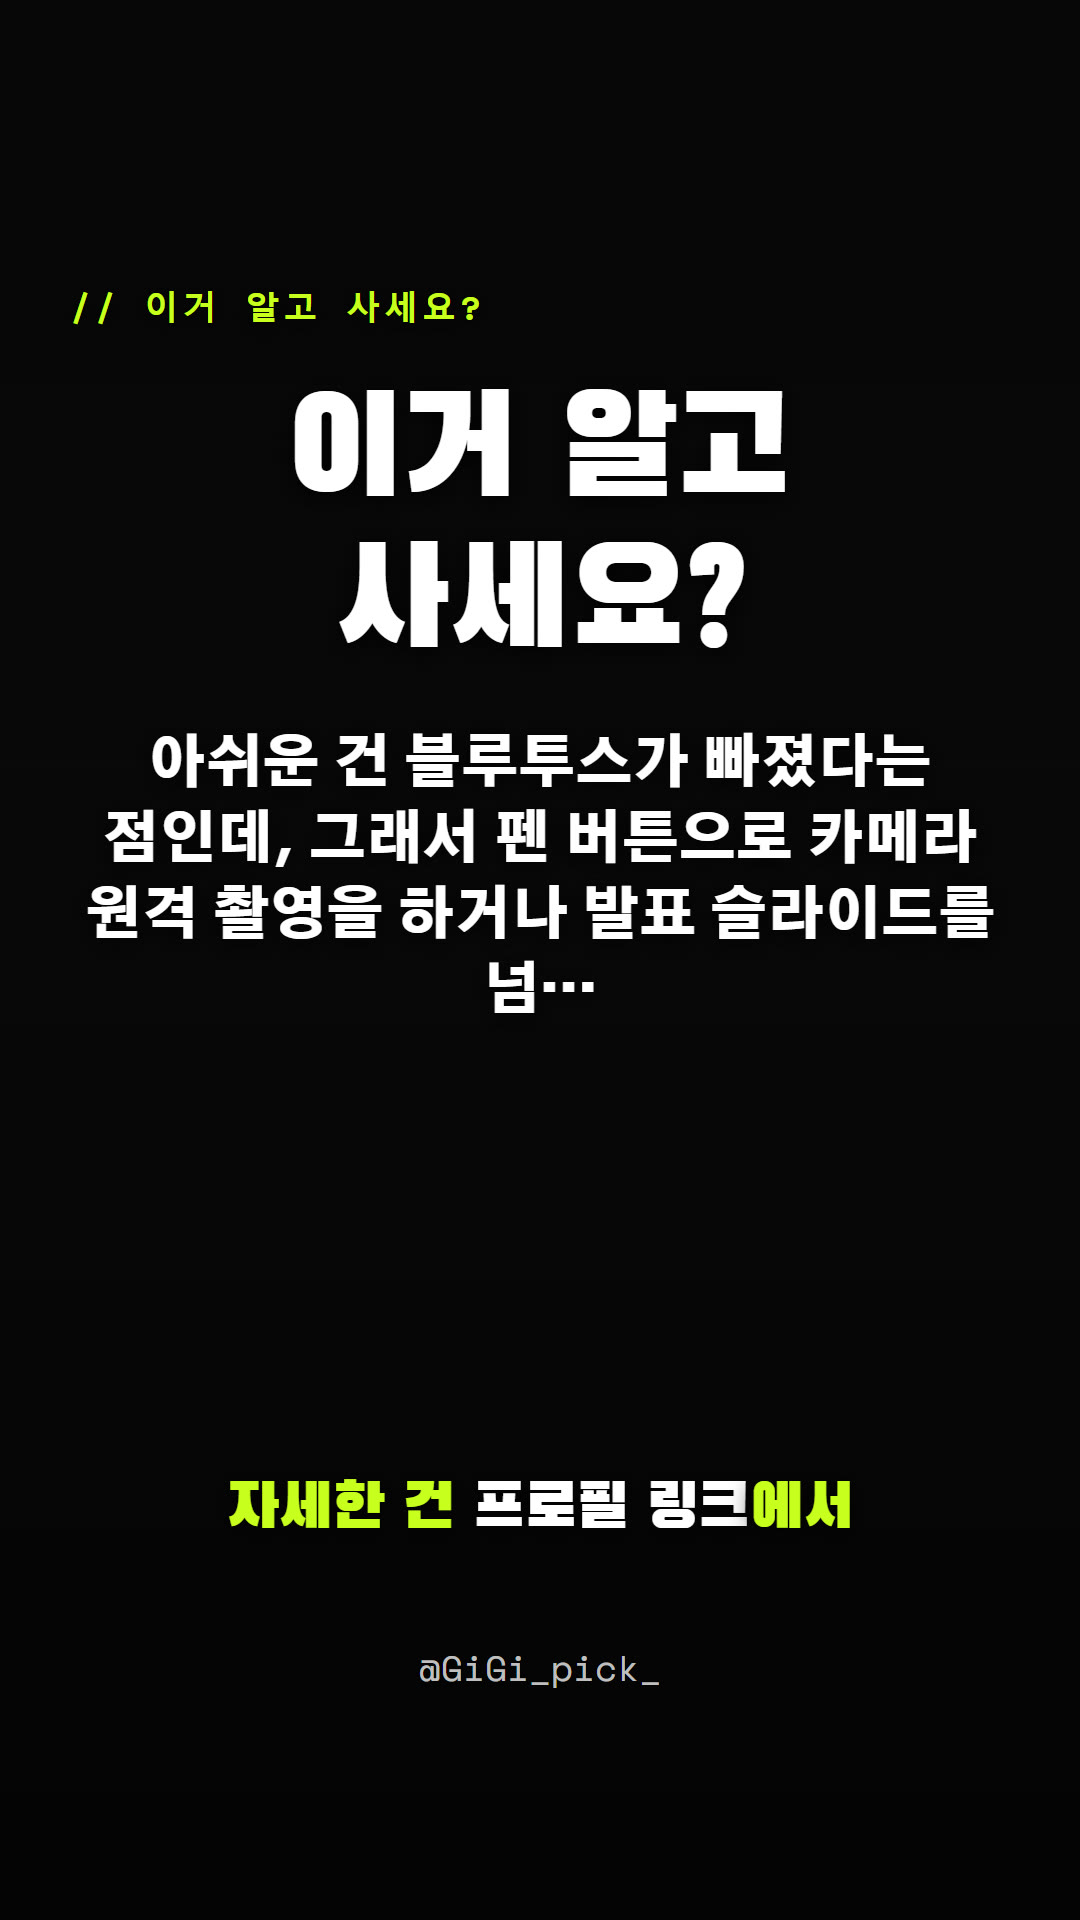 // 이거 알고 사세요?
이거 알고
사세요?
아쉬운 건 블루투스가 빠졌다는
점인데, 그래서 펜 버튼으로 카메라
원격 촬영을 하거나 발표 슬라이드를
넘…
자세한 건 프로필 링크에서
@GiGi_pick_